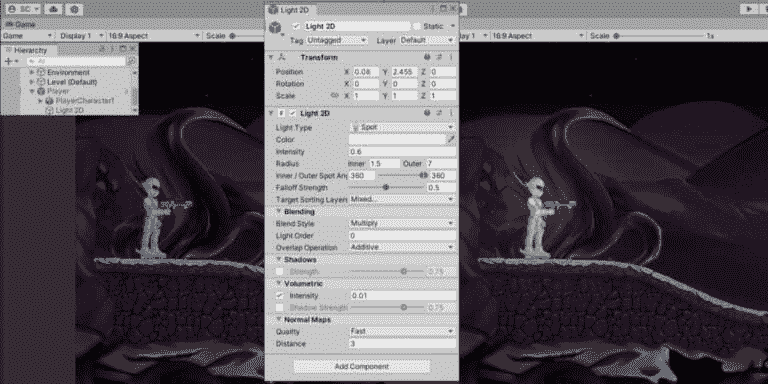 SC
Game
Game Display 1 16:9 Aspect Scale
Hierarchy
All
Environment
Level (Default)
Player
PlayerCharacter1
Light 2D
Light 2D
Light 2D Static
Tag Untagged Layer Default
Transform
Position X 0.08 Y 2.455 Z 0
Rotation X 0 Y 0 Z 0
Scale X 1 Y 1 Z 1
# Light 2D
Light Type Spot
Color
Intensity 0.6
Radius Inner 1.5 Outer 7
Inner / Outer Spot Ang 360 360
Falloff Strength 0.5
Target Sorting Layers Mixed...
Blending
Blend Style Multiply
Light Order 0
Overlap Operation Additive
Shadows
Strength 0.75
Volumetric
Intensity 0.01
Shadow Strength 0.75
Normal Maps
Quality Fast
Distance 3
Add Component
ay 1 16:9 Aspect Scale 1x